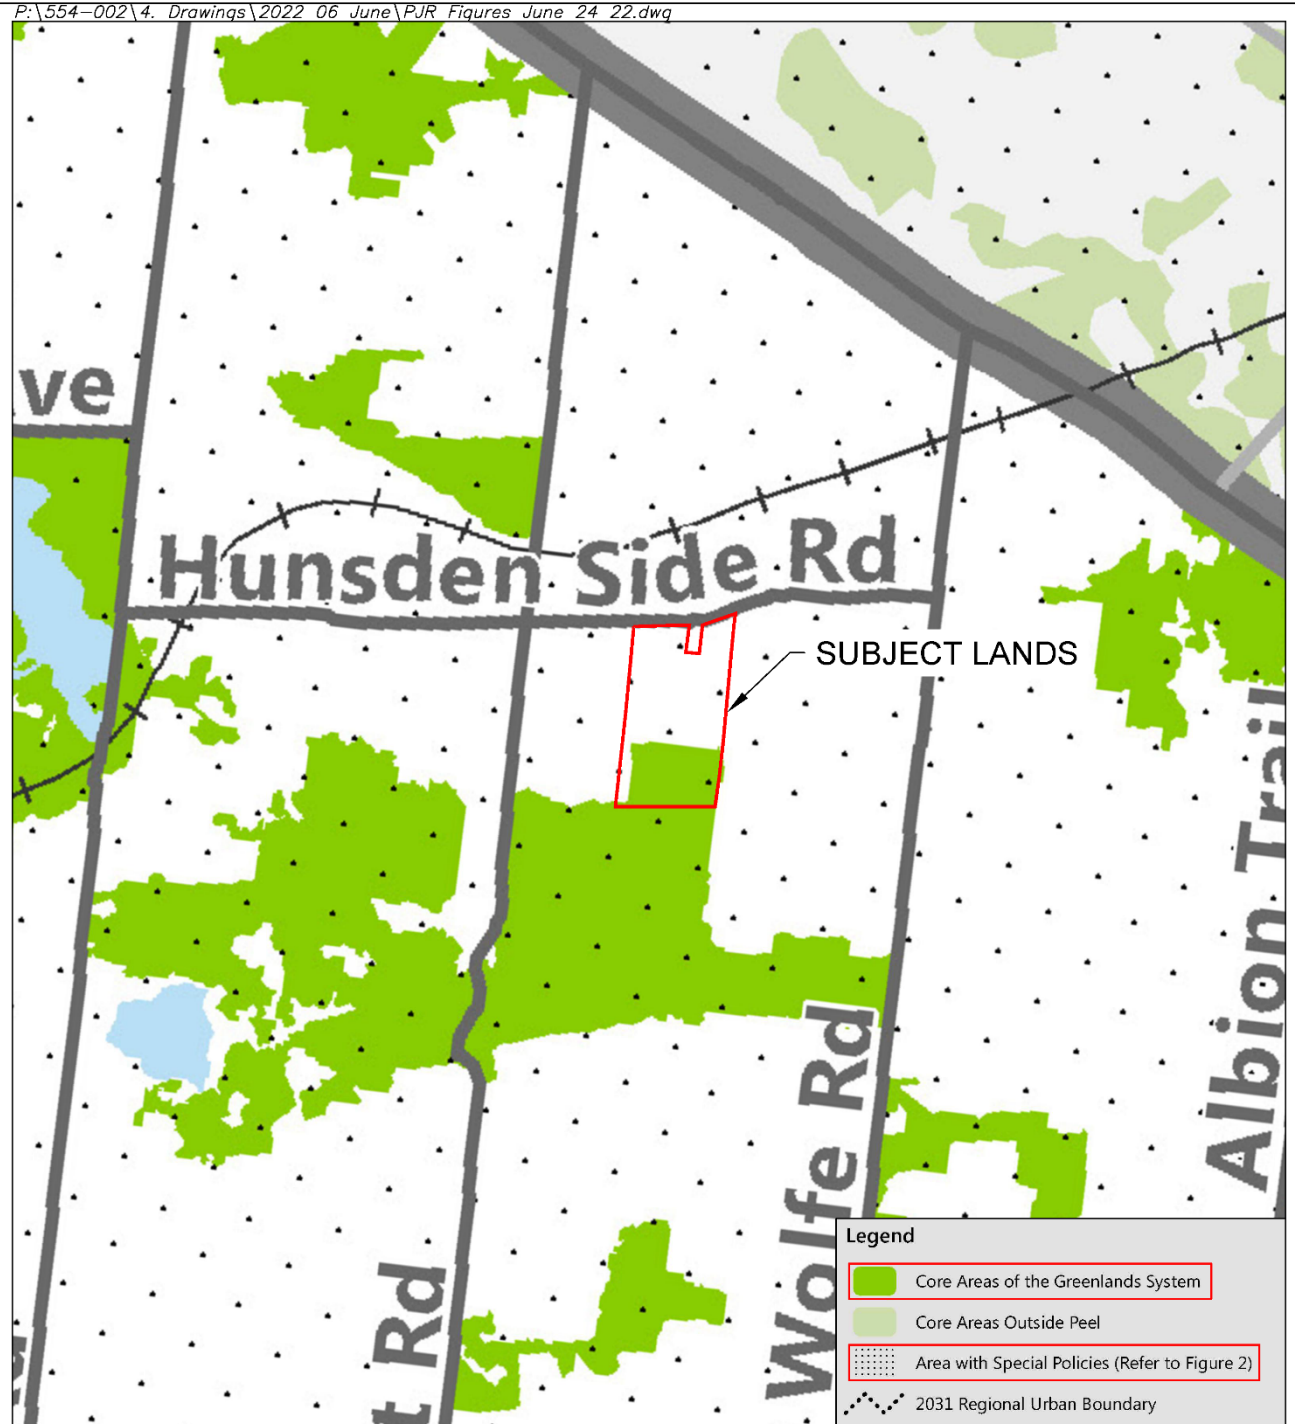 P:\554-002\4. Drawings\2022 06 June\PJR Figures June 24 22.dwg
ve
Hunsden Side Rd
SUBJECT LANDS
Albion Trail
Wolfe Rd
t Rd
Legend
Core Areas of the Greenlands System
Core Areas Outside Peel
Area with Special Policies (Refer to Figure 2)
2031 Regional Urban Boundary